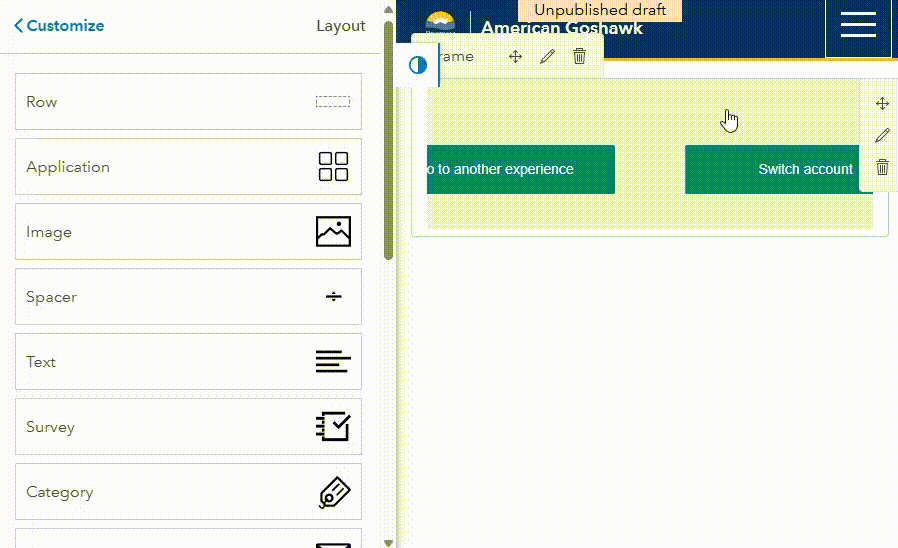 Customize
Layout
Row
Application
Image
Spacer
Text
Survey
Category
Unpublished draft
American Goshawk
rame
o to another experience
Switch account